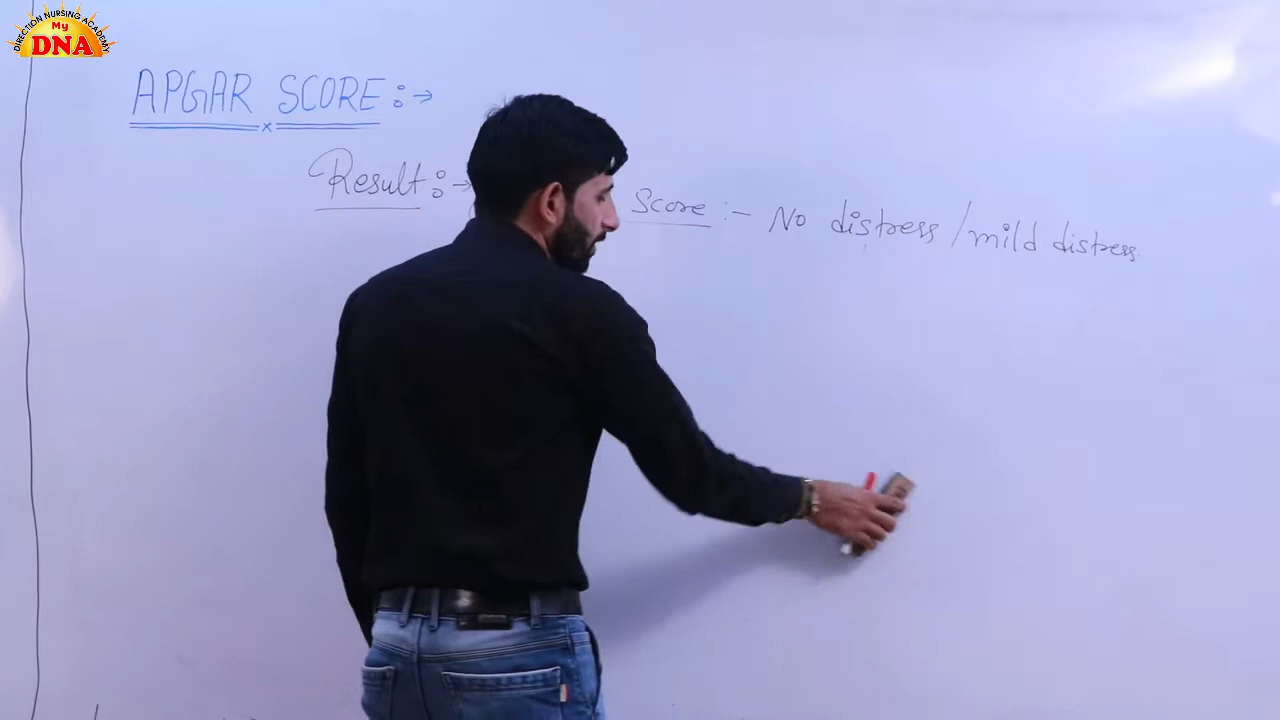 DIRECTION NURSING ACADEMY
My
DNA
APGAR SCORE :→
Result :→
Score :- No distress / mild distress